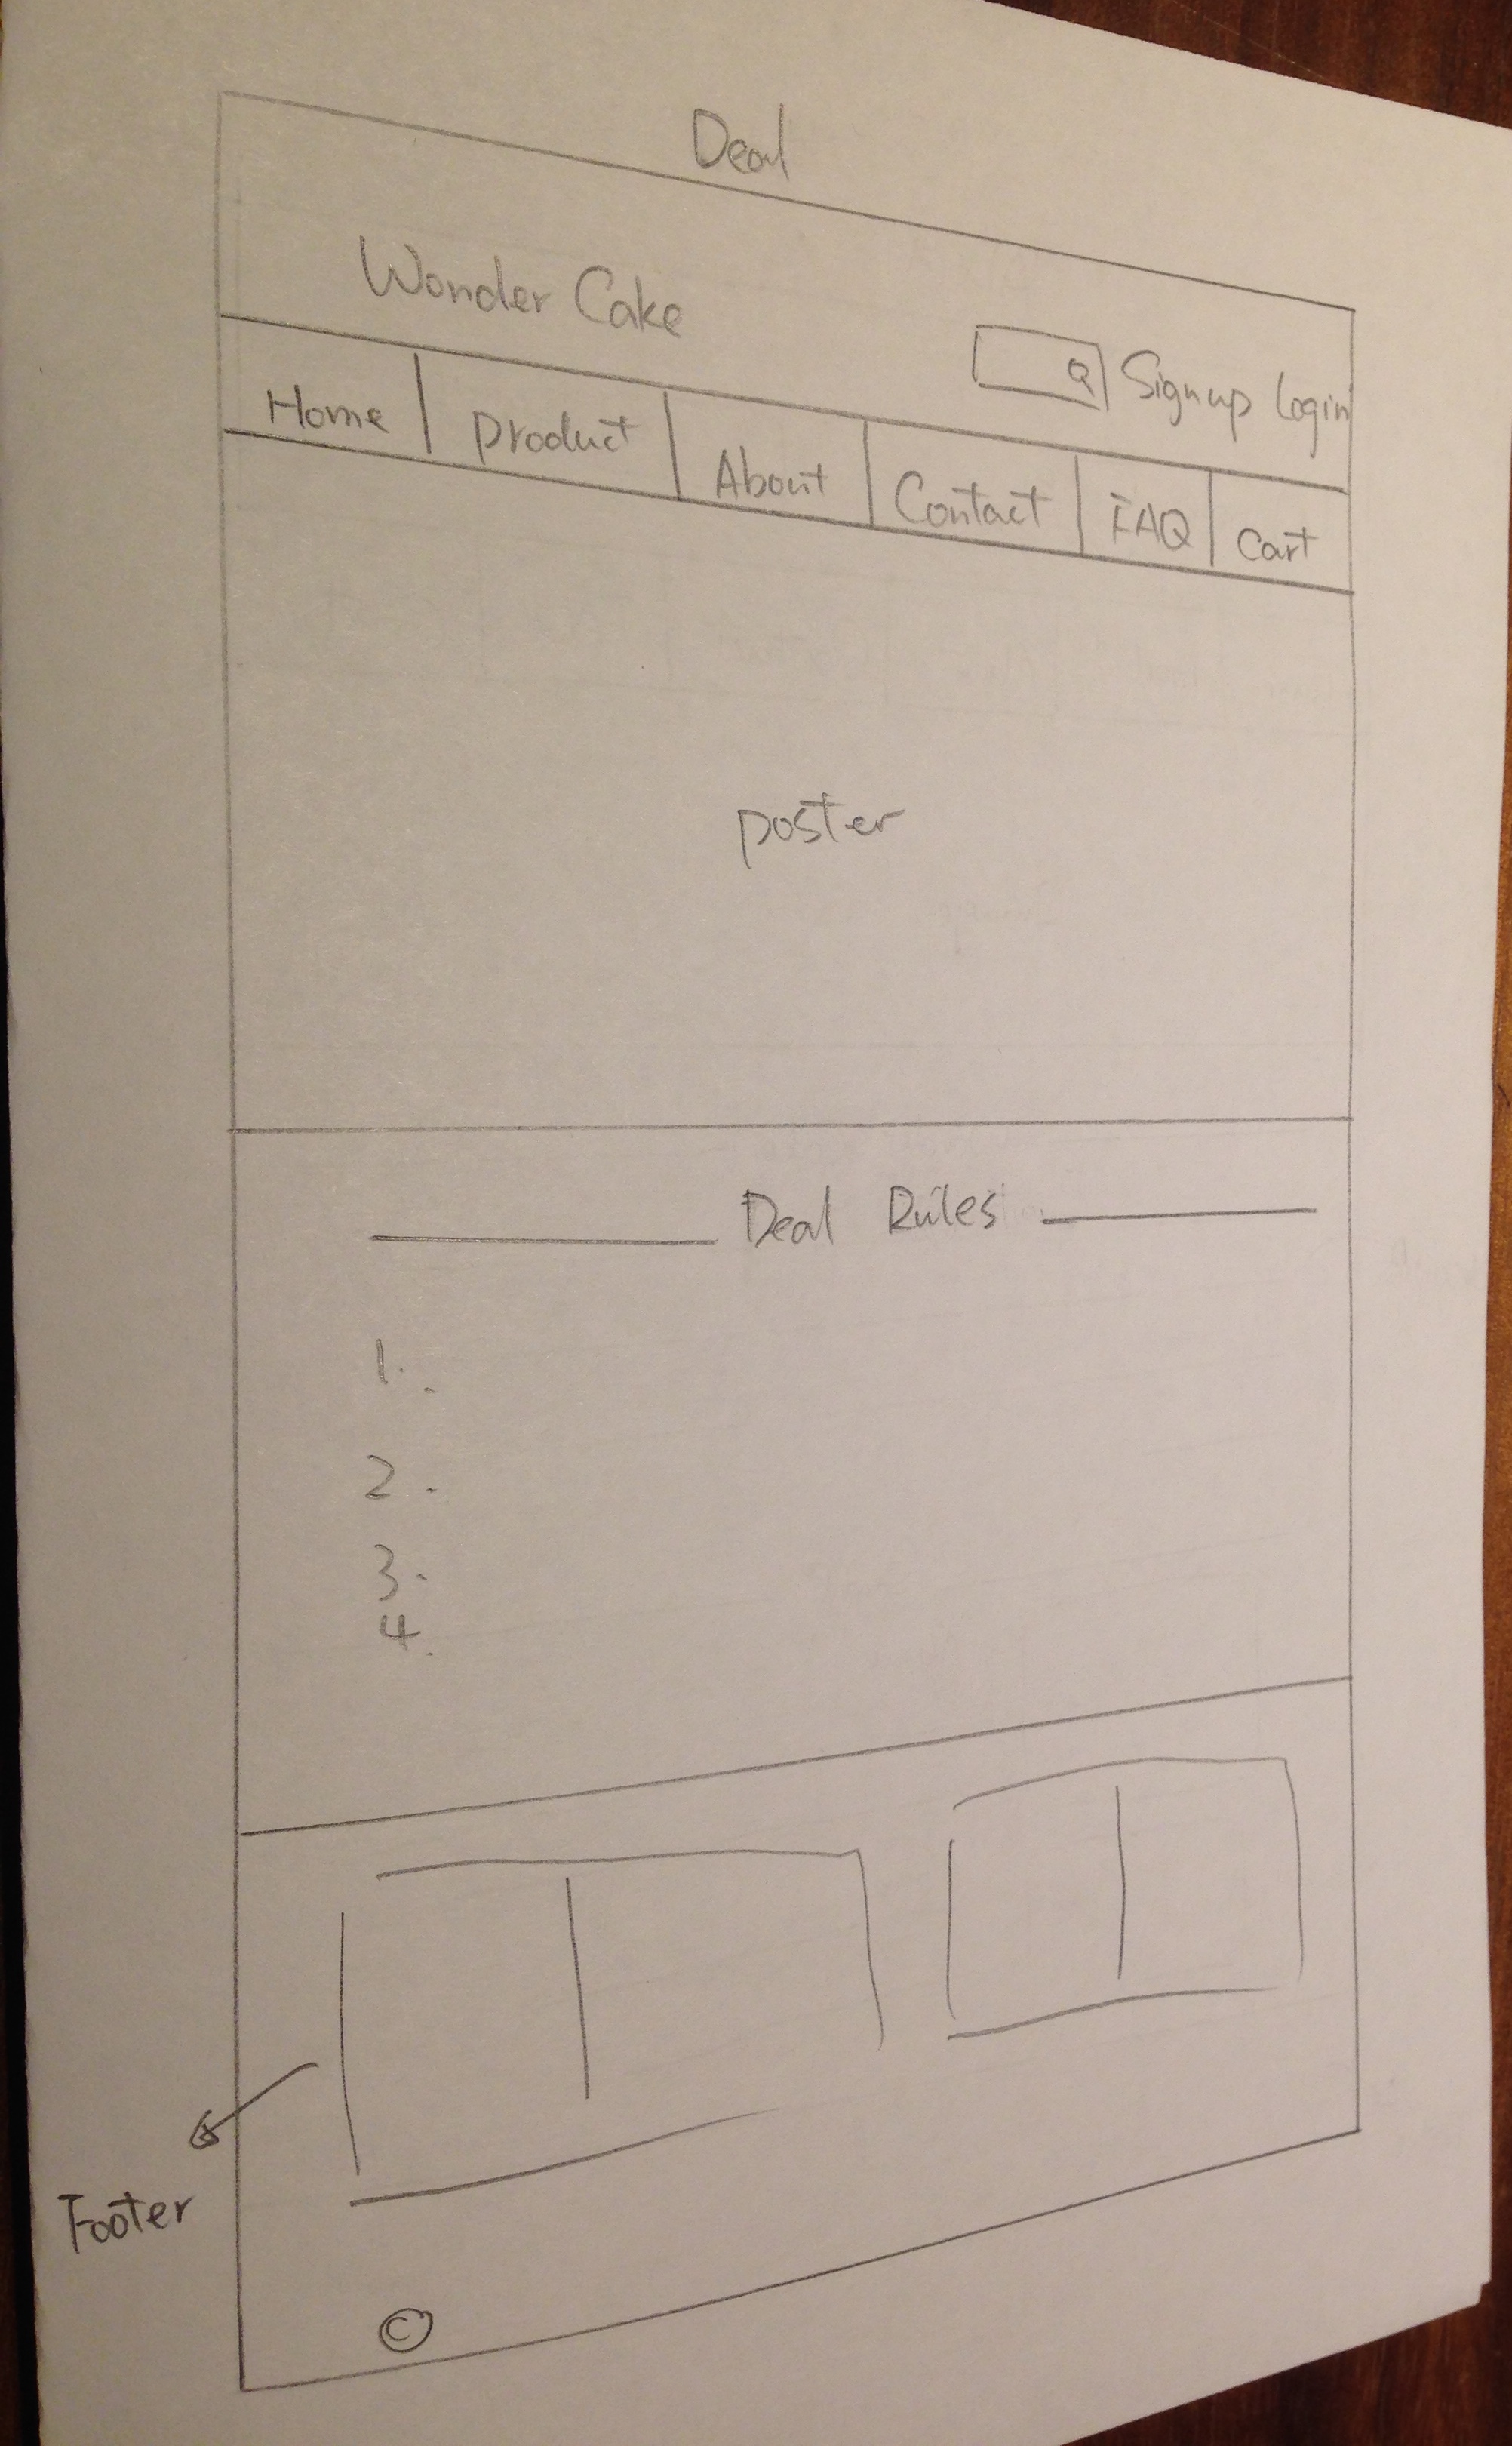 Deal
Wonder Cake
Q Signup Login
Home Product About Contact FAQ Cart
poster
Deal Rules
1.
2.
3.
4.
Footer
©